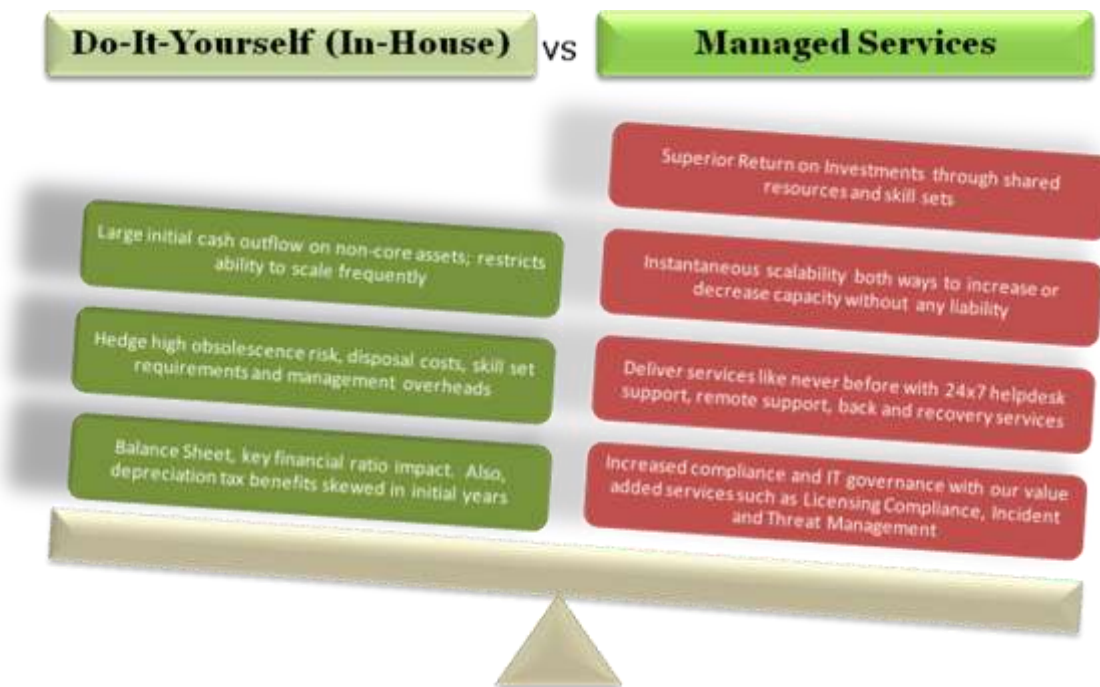 Do-It-Yourself (In-House)
vs
Managed Services
Large initial cash outflow on non-core assets; restricts
ability to scale frequently
Hedge high obsolescence risk, disposal costs, skill set
requirements and management overheads
Balance Sheet, key financial ratio impact. Also,
depreciation tax benefits skewed in initial years
Superior Return on Investments through shared
resources and skill sets
Instantaneous scalability both ways to increase or
decrease capacity without any liability
Deliver services like never before with 24x7 helpdesk
support, remote support, back and recovery services
Increased compliance and IT governance with our value
added services such as Licensing Compliance, Incident
and Threat Management